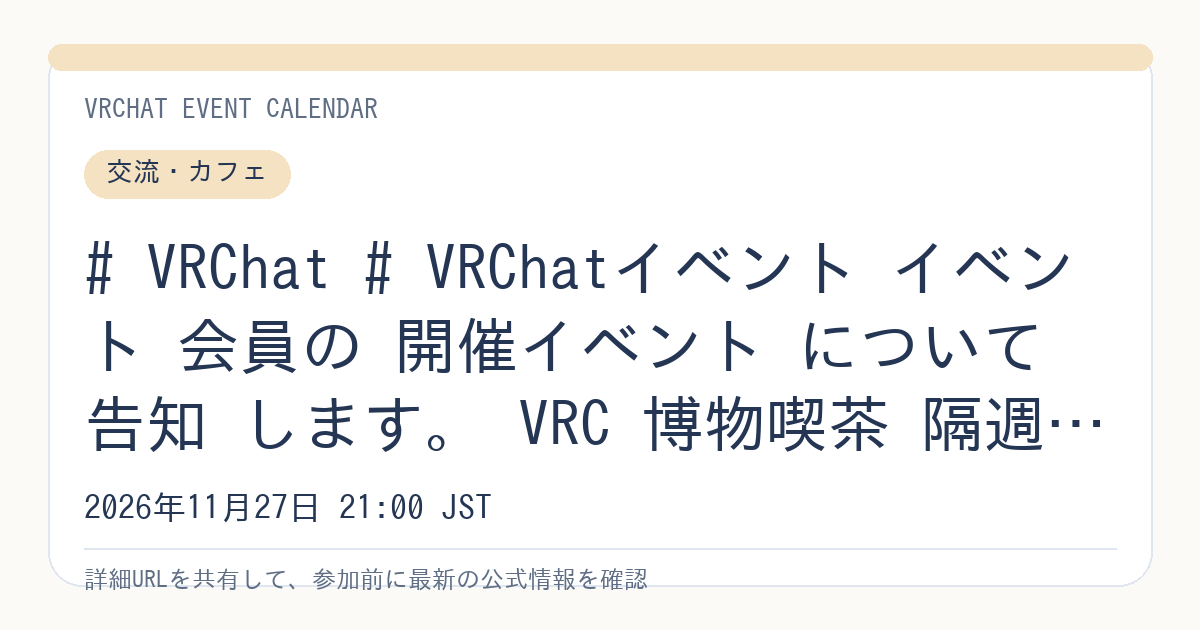 VRCHAT EVENT CALENDAR
交流・カフェ
# VRChat # VRChatイベント イベン
ト 会員の 開催イベント について
告知 します。 VRC 博物喫茶 隔週…
2026年11月27日 21:00 JST
詳細URLを共有して、参加前に最新の公式情報を確認